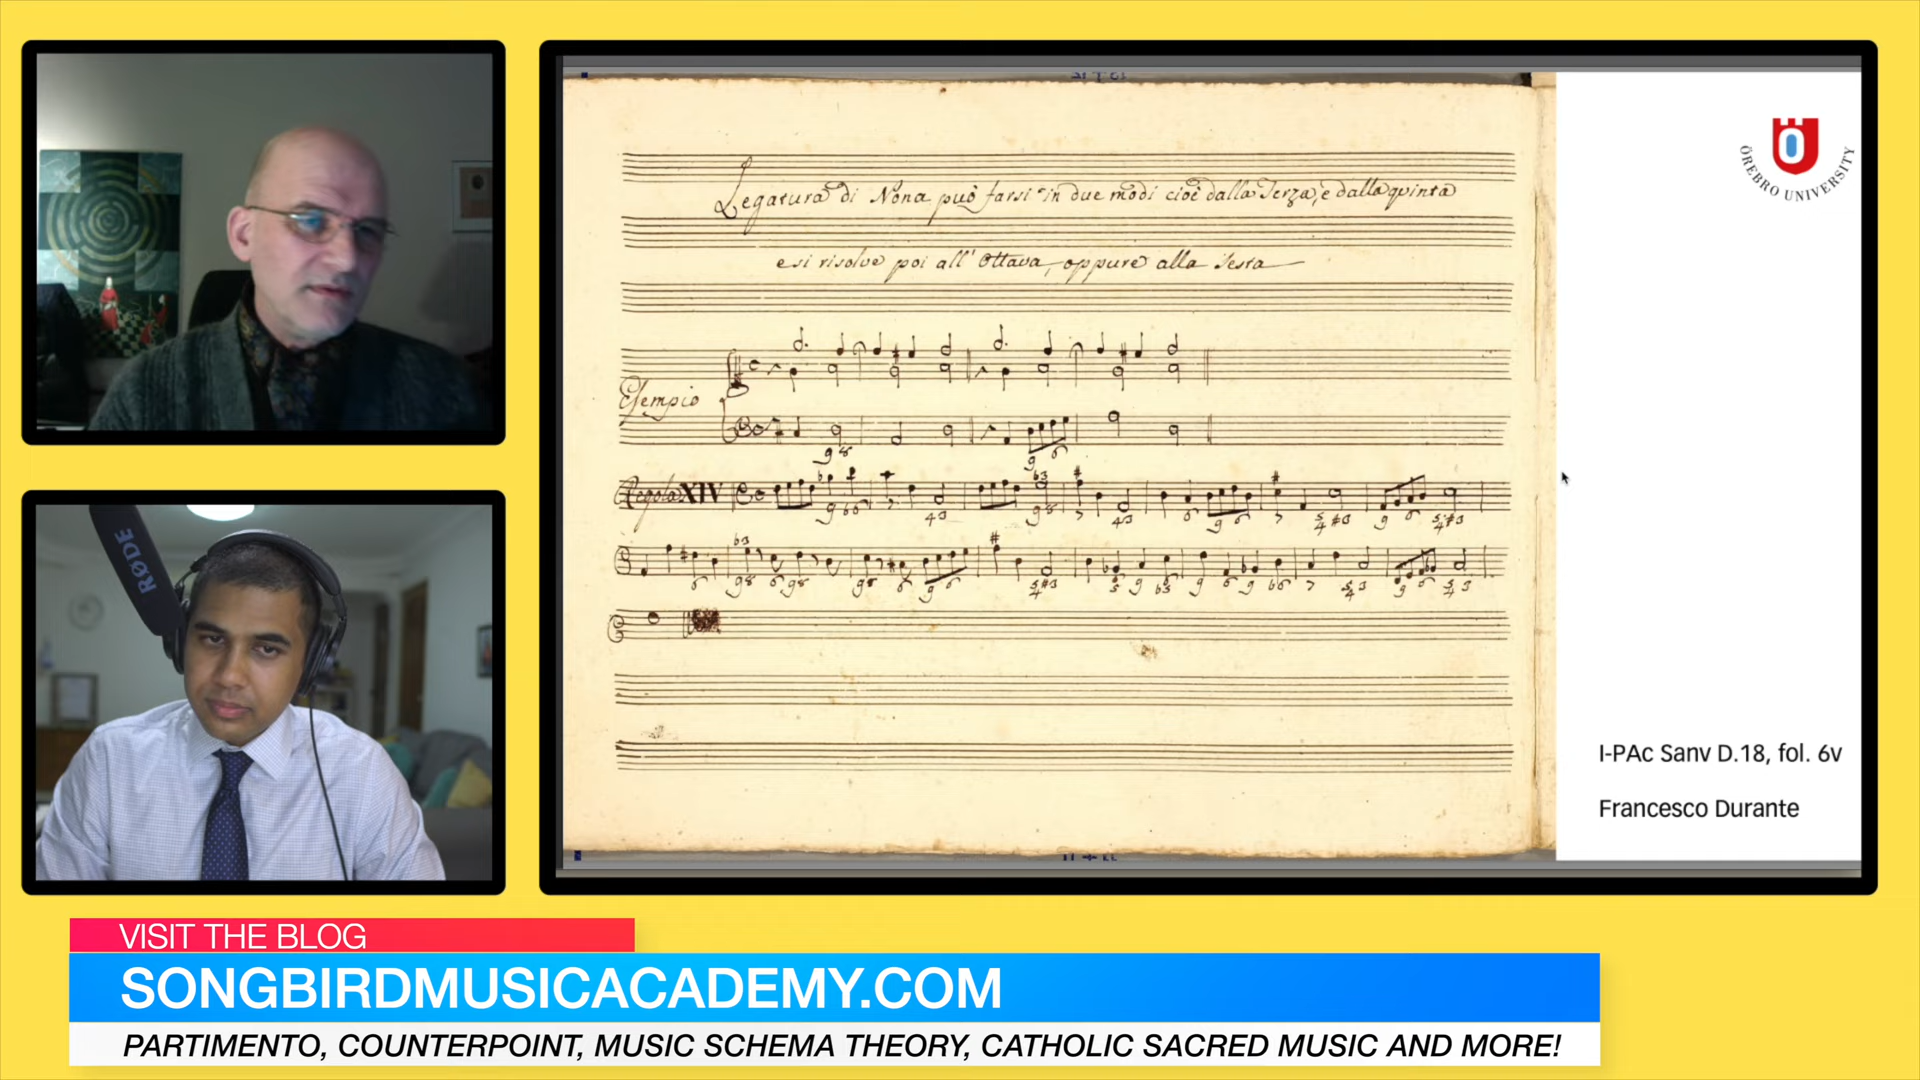 Legatura di Nona può farsi in due modi cioè dalla Terza, e dalla quinta
e si risolve poi all' Ottava, oppure alla Sesta
Esempio
Regola XIV
ÖREBRO UNIVERSITY
I-PAc Sanv D.18, fol. 6v
Francesco Durante
RØDE
VISIT THE BLOG
SONGBIRDMUSICACADEMY.COM
PARTIMENTO, COUNTERPOINT, MUSIC SCHEMA THEORY, CATHOLIC SACRED MUSIC AND MORE!